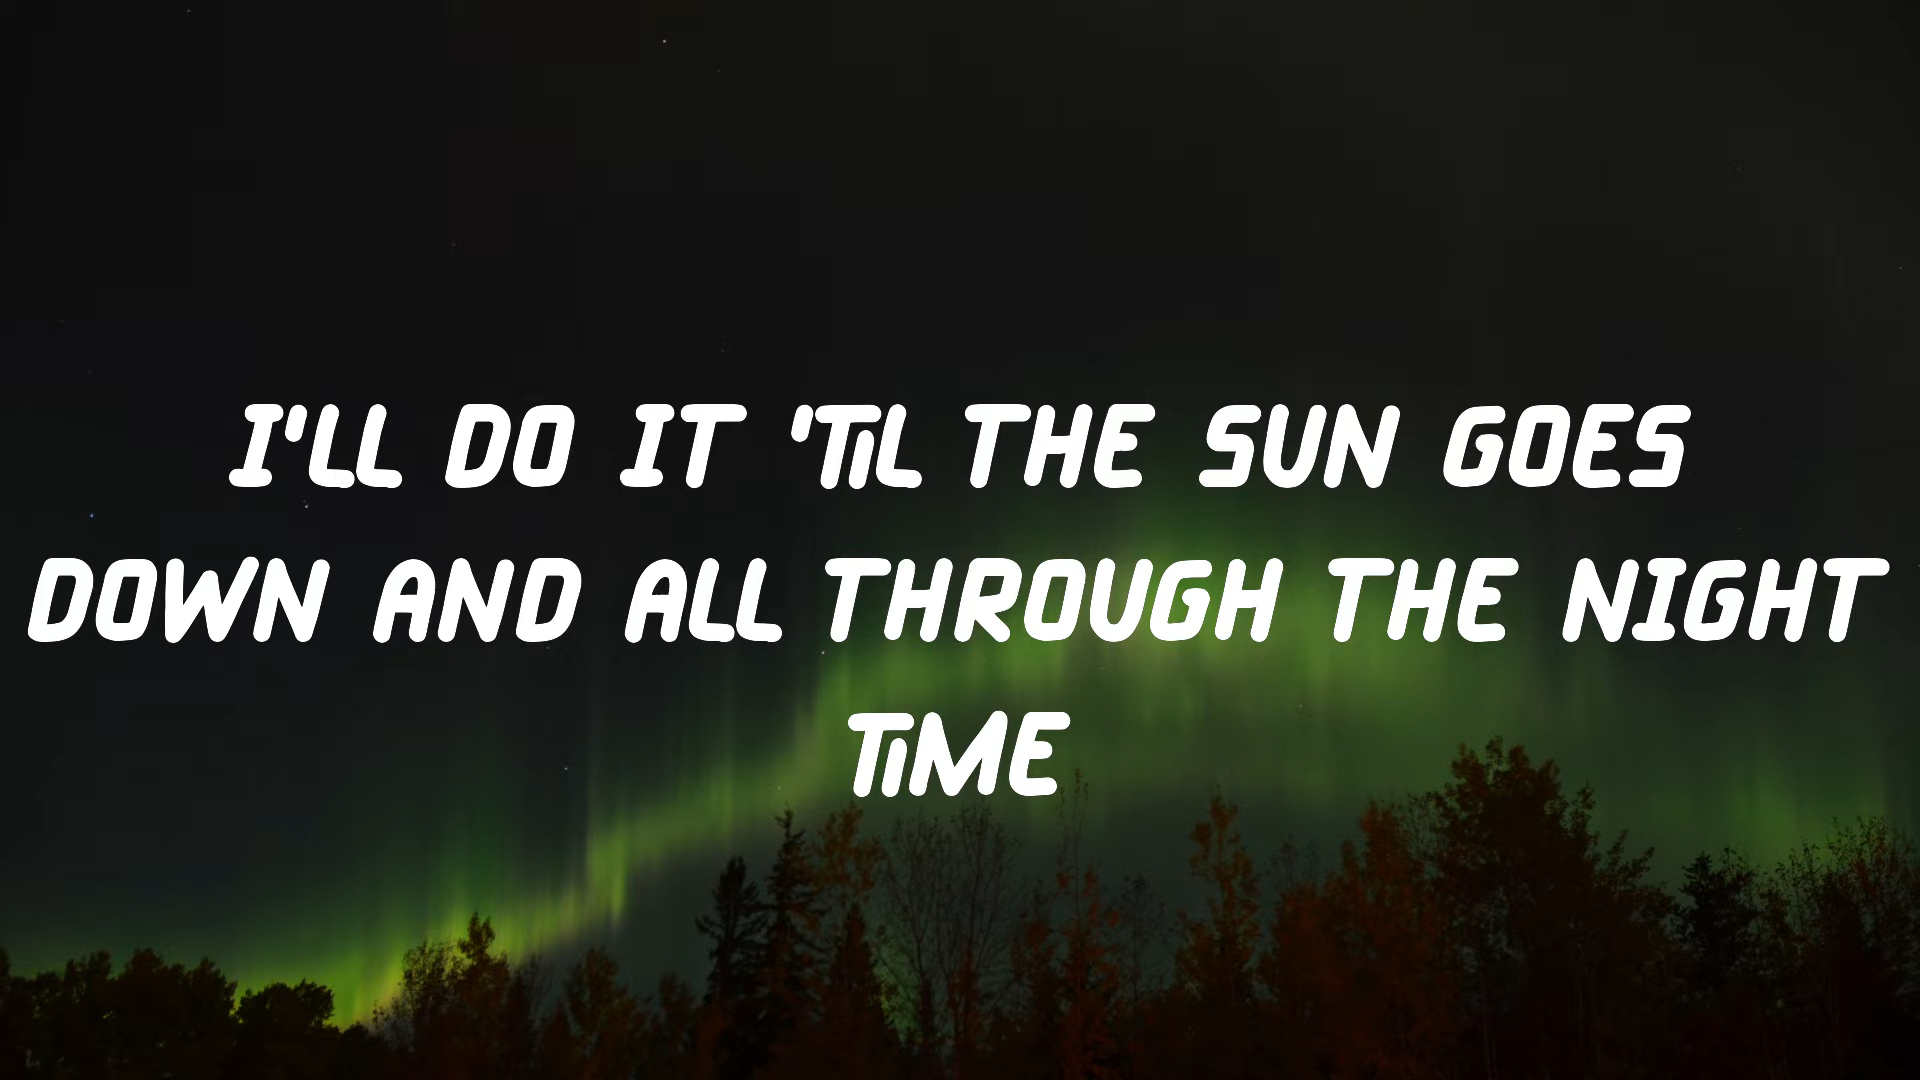 I'LL DO IT 'TIL THE SUN GOES
DOWN AND ALL THROUGH THE NIGHT
TIME